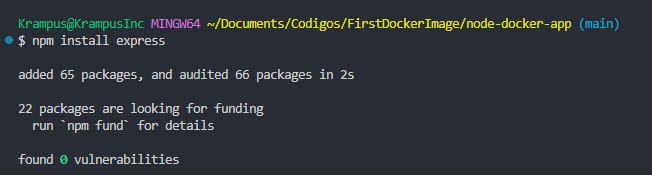 Krampus@KrampusInc MINGW64 ~/Documents/Codigos/FirstDockerImage/node-docker-app (main)
$ npm install express
added 65 packages, and audited 66 packages in 2s
22 packages are looking for funding
run `npm fund` for details
found 0 vulnerabilities